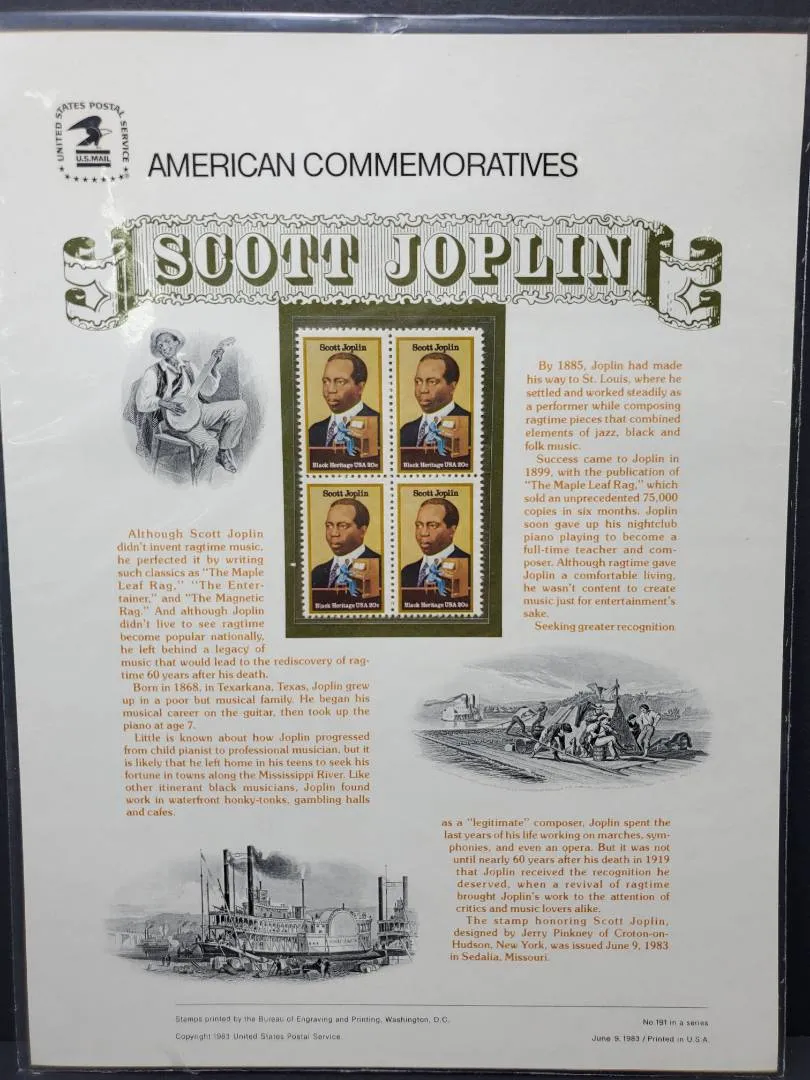 UNITED STATES POSTAL SERVICE
U.S. MAIL
AMERICAN COMMEMORATIVES
SCOTT JOPLIN
Scott Joplin
Black Heritage USA 20c
Scott Joplin
Black Heritage USA 20c
Scott Joplin
Black Heritage USA 20c
Scott Joplin
Black Heritage USA 20c
Although Scott Joplin
didn't invent ragtime music,
he perfected it by writing
such classics as "The Maple
Leaf Rag," "The Enter-
tainer," and "The Magnetic
Rag." And although Joplin
didn't live to see ragtime
become popular nationally,
he left behind a legacy of
music that would lead to the rediscovery of rag-
time 60 years after his death.
Born in 1868, in Texarkana, Texas, Joplin grew
up in a poor but musical family. He began his
musical career on the guitar, then took up the
piano at age 7.
Little is known about how Joplin progressed
from child pianist to professional musician, but it
is likely that he left home in his teens to seek his
fortune in towns along the Mississippi River. Like
other itinerant black musicians, Joplin found
work in waterfront honky-tonks, gambling halls
and cafes.
By 1885, Joplin had made
his way to St. Louis, where he
settled and worked steadily as
a performer while composing
ragtime pieces that combined
elements of jazz, black and
folk music.
Success came to Joplin in
1899, with the publication of
"The Maple Leaf Rag," which
sold an unprecedented 75,000
copies in six months. Joplin
soon gave up his nightclub
piano playing to become a
full-time teacher and com-
poser. Although ragtime gave
Joplin a comfortable living,
he wasn't content to create
music just for entertainment's
sake.
Seeking greater recognition
as a "legitimate" composer, Joplin spent the
last years of his life working on marches, sym-
phonies, and even an opera. But it was not
until nearly 60 years after his death in 1919
that Joplin received the recognition he
deserved, when a revival of ragtime
brought Joplin's work to the attention of
critics and music lovers alike.
The stamp honoring Scott Joplin,
designed by Jerry Pinkney of Croton-on-
Hudson, New York, was issued June 9, 1983
in Sedalia, Missouri.
Stamps printed by the Bureau of Engraving and Printing, Washington, D.C.
Copyright 1983 United States Postal Service.
No. 191 in a series
June 9, 1983 / Printed in U.S.A.